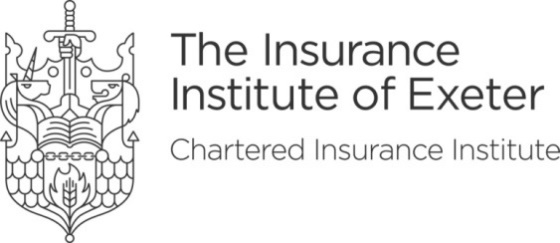 The Insurance
Institute of Exeter
Chartered Insurance Institute